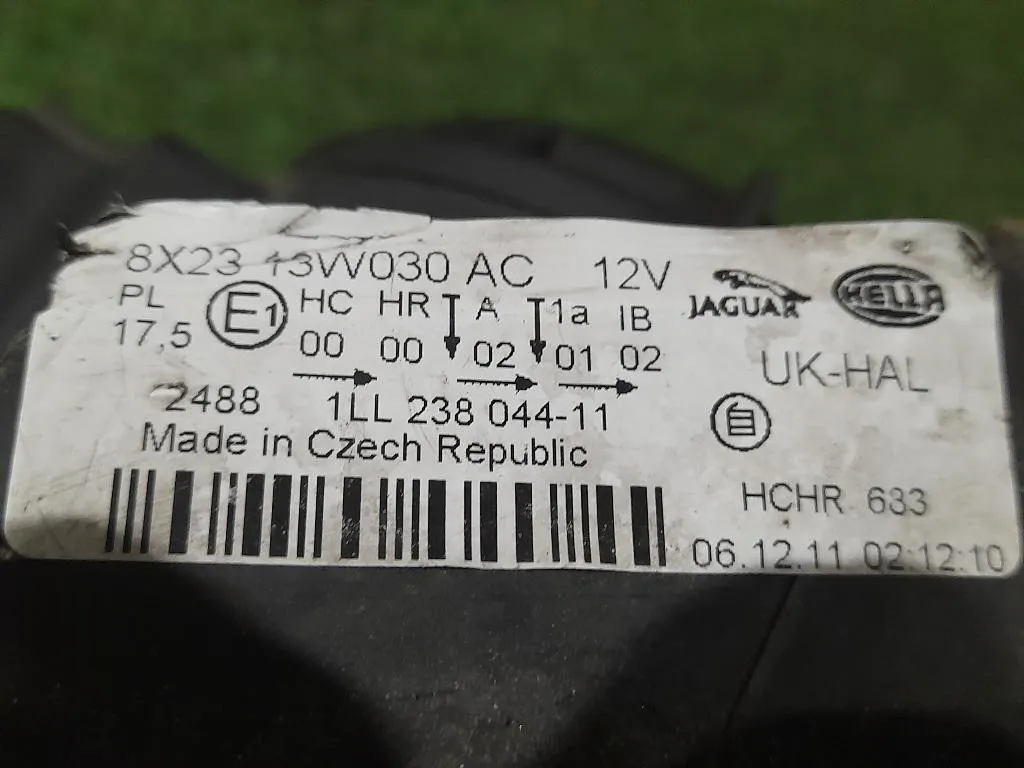 8X23 13W030 AC 12V JAGUAR HELLA
PL E1 HC HR A 1a IB
17,5 00 00 02 01 02 UK-HAL
2488 1LL 238 044-11 自
Made in Czech Republic
HCHR 633
06.12.11 02:12:10